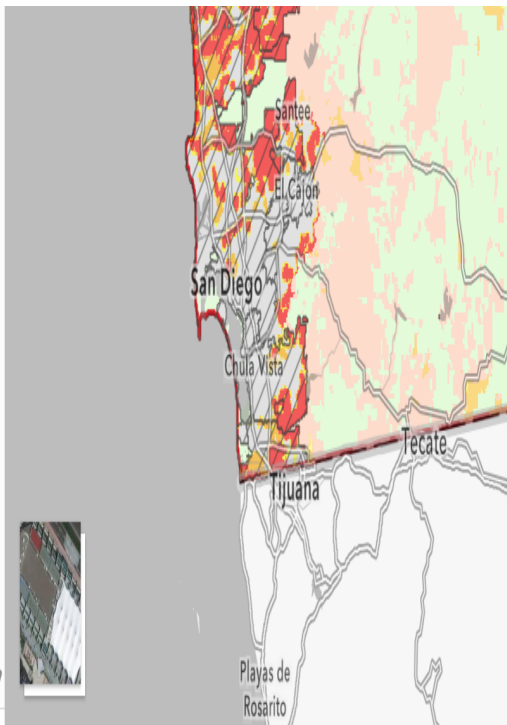 Santee
El Cajon
San Diego
Chula Vista
Tecate
Tijuana
Playas de
Rosarito